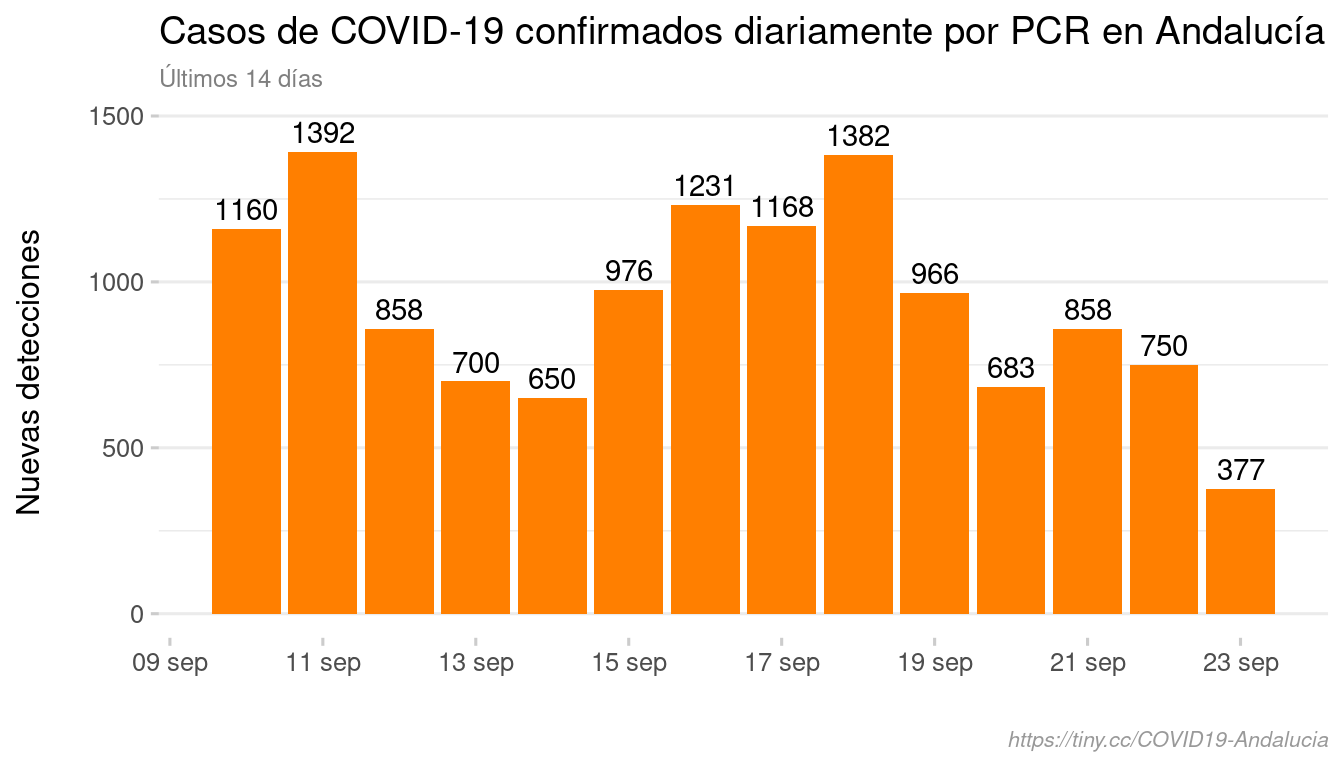 Casos de COVID-19 confirmados diariamente por PCR en Andalucía
Últimos 14 días
Nuevas detecciones
1500
1000
500
0
1160
1392
858
700
650
976
1231
1168
1382
966
683
858
750
377
09 sep
11 sep
13 sep
15 sep
17 sep
19 sep
21 sep
23 sep
https://tiny.cc/COVID19-Andalucia